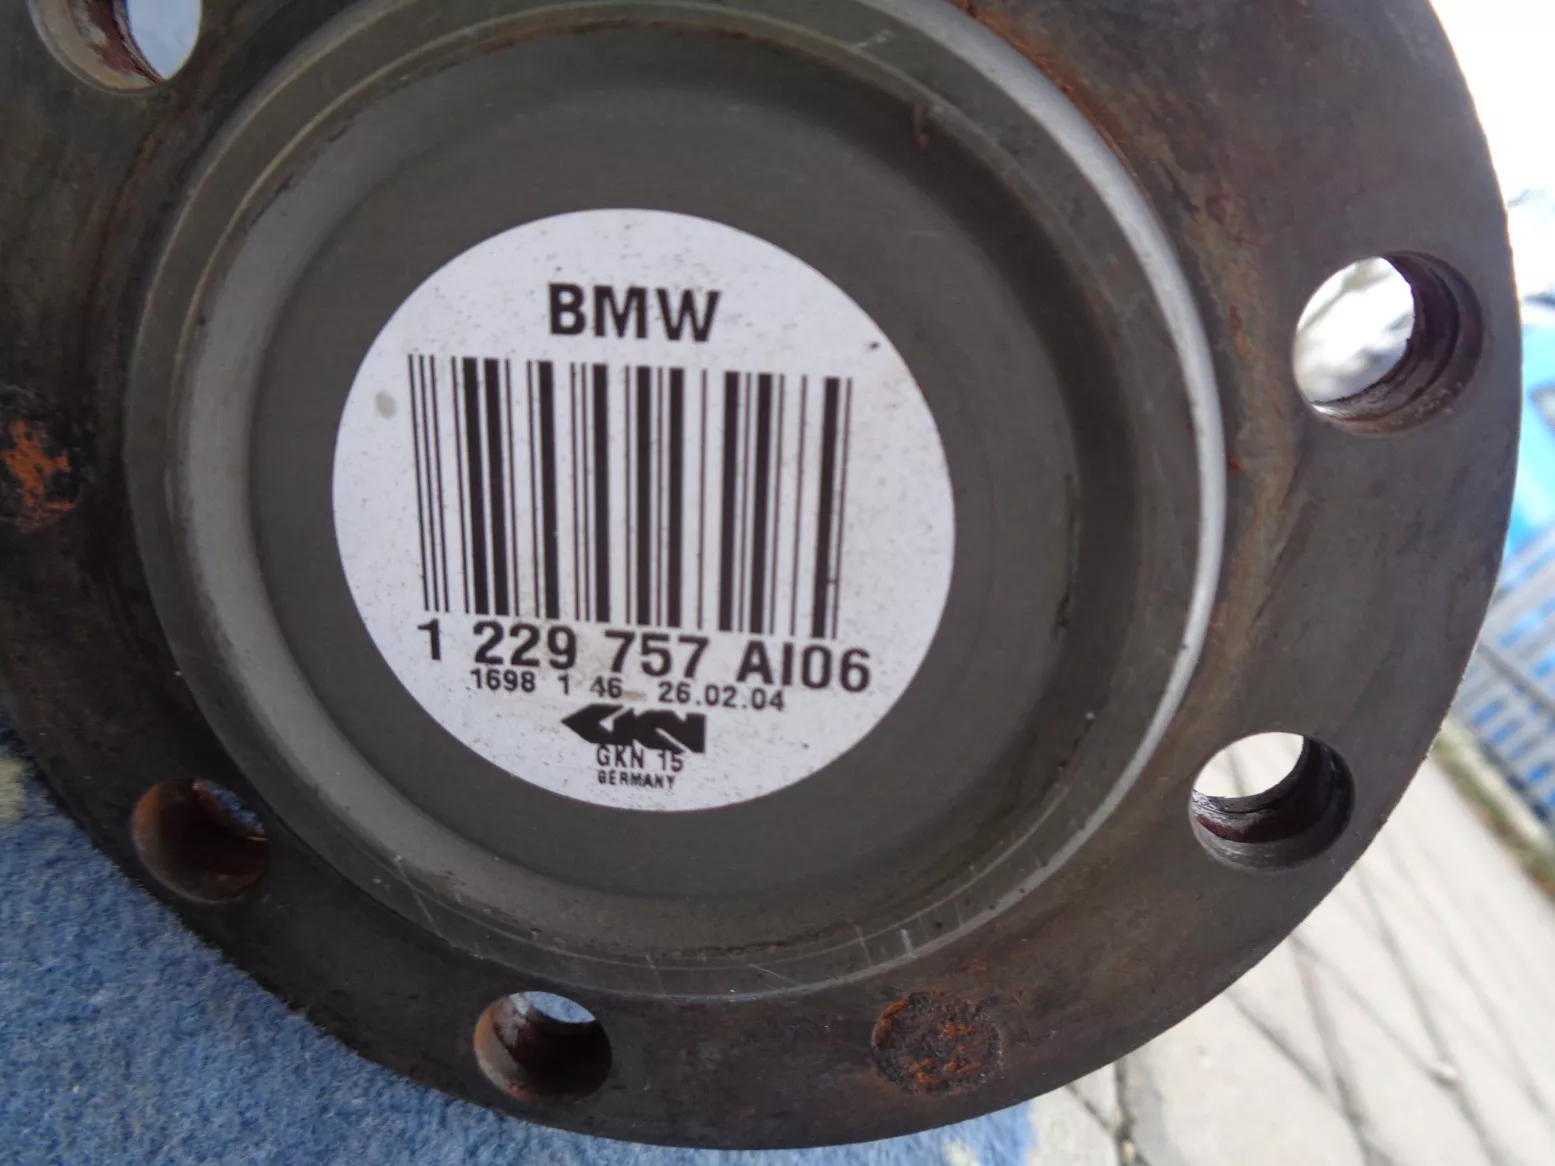 BMW
1 229 757 AI06
1698 1 46 26.02.04
GKN
GKN 15
GERMANY